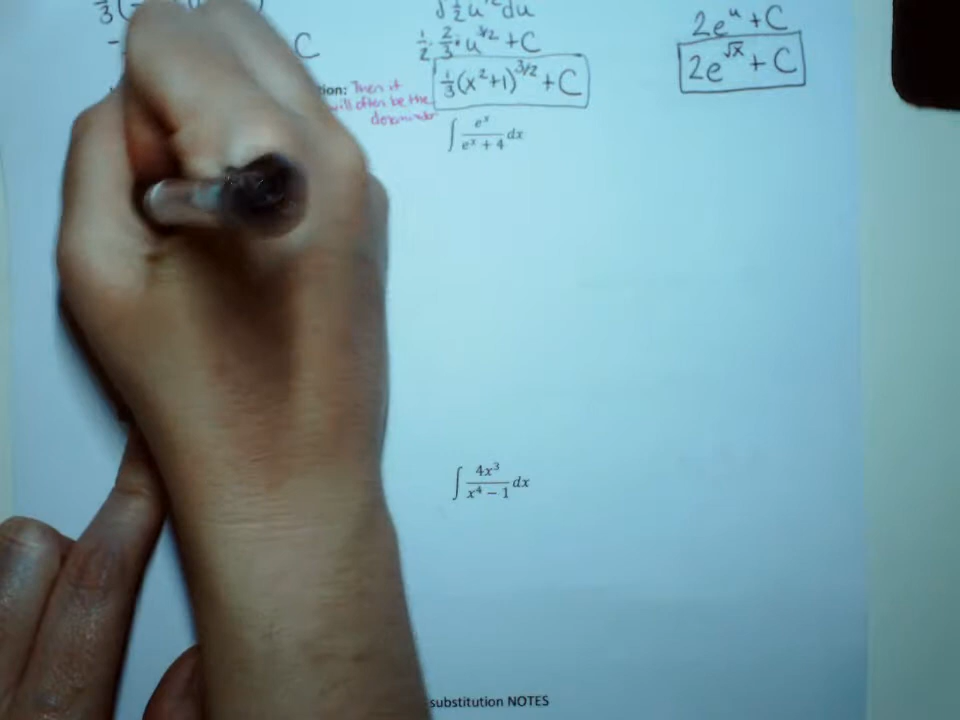 ∫ ½ u^½ du
½ · ⅔ · u^{3/2} + C
⅓(x² + 1)^{3/2} + C
2e^u + C
2e^{√x} + C
C
Then it
will often be the
∫ e^x / (e^x + 4) dx
∫ 4x³ / (x⁴ − 1) dx
substitution NOTES